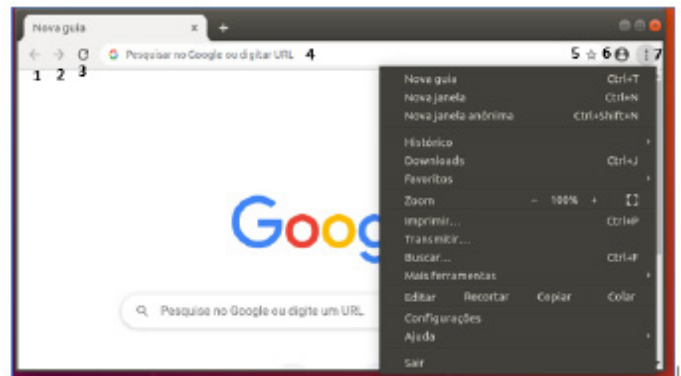 Nova guia x +
Pesquisar no Google ou digitar URL 4 5 6 7
1 2 3
Nova guia Ctrl+T
Nova janela Ctrl+N
Nova janela anônima Ctrl+Shift+N
Histórico
Downloads Ctrl+J
Favoritos
Zoom - 100% +
Imprimir... Ctrl+P
Transmitir...
Buscar... Ctrl+F
Mais ferramentas
Editar Recortar Copiar Colar
Configurações
Ajuda
Sair
Goog
Pesquise no Google ou digite um URL